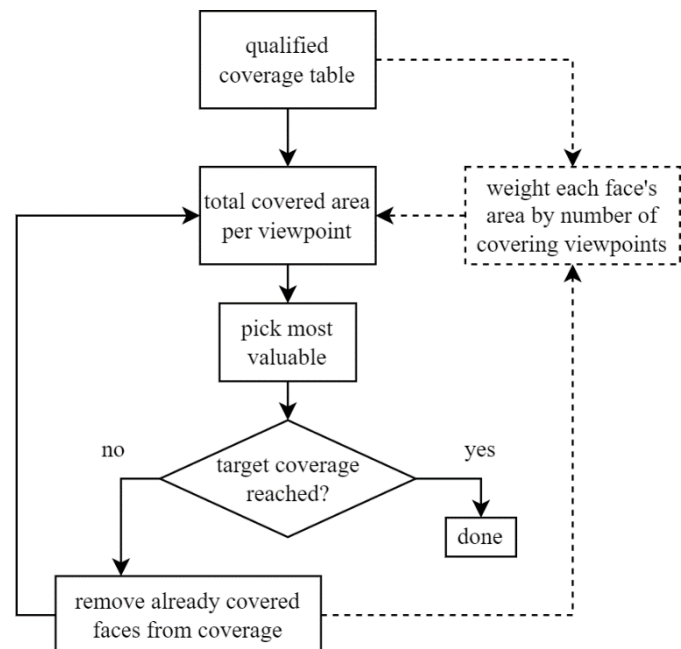 qualified
coverage table
total covered area
per viewpoint
weight each face's
area by number of
covering viewpoints
pick most
valuable
no
yes
target coverage
reached?
done
remove already covered
faces from coverage